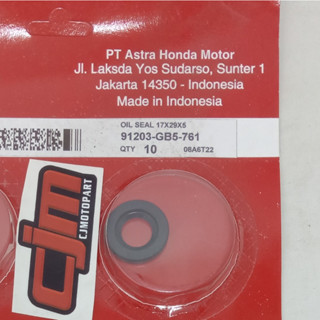 PT Astra Honda Motor
Jl. Laksda Yos Sudarso, Sunter 1
Jakarta 14350 - Indonesia
Made in Indonesia
OIL SEAL 17X29X5
91203-GB5-761
QTY 10 08A6T22
cjm
CJMOTOPART